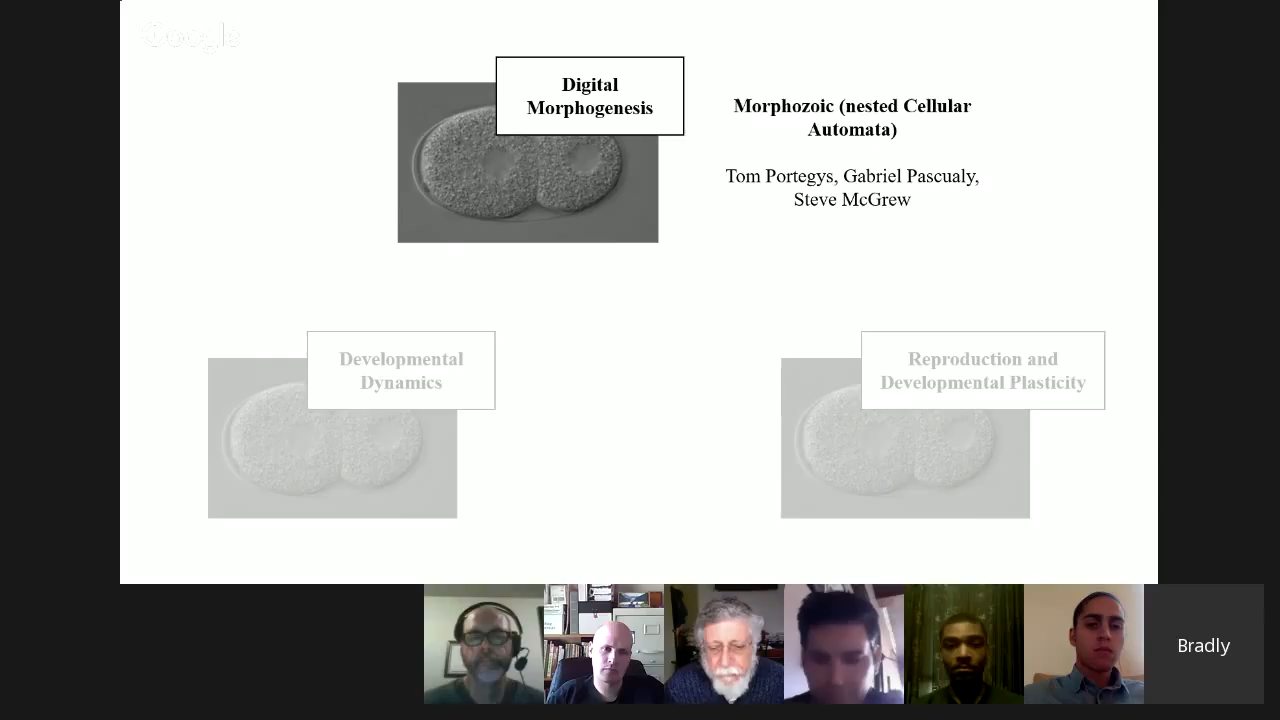 Google
Digital
Morphogenesis
Morphozoic (nested Cellular
Automata)
Tom Portegys, Gabriel Pascualy,
Steve McGrew
Developmental
Dynamics
Reproduction and
Developmental Plasticity
Bradly